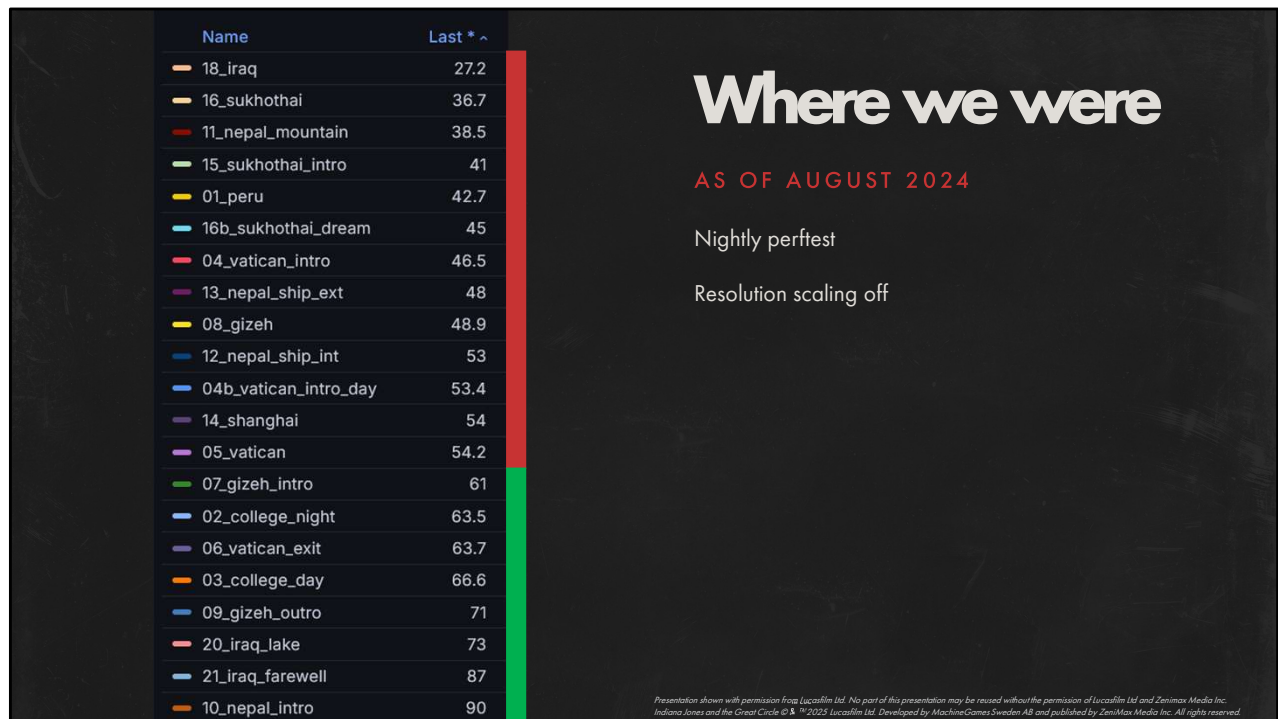 Name Last *
18_iraq 27.2
16_sukhothai 36.7
11_nepal_mountain 38.5
15_sukhothai_intro 41
01_peru 42.7
16b_sukhothai_dream 45
04_vatican_intro 46.5
13_nepal_ship_ext 48
08_gizeh 48.9
12_nepal_ship_int 53
04b_vatican_intro_day 53.4
14_shanghai 54
05_vatican 54.2
07_gizeh_intro 61
02_college_night 63.5
06_vatican_exit 63.7
03_college_day 66.6
09_gizeh_outro 71
20_iraq_lake 73
21_iraq_farewell 87
10_nepal_intro 90
Where we were
AS OF AUGUST 2024
Nightly perftest
Resolution scaling off
Presentation shown with permission from Lucasfilm Ltd. No part of this presentation may be reused without the permission of Lucasfilm Ltd and Zenimax Media Inc.
Indiana Jones and the Great Circle © & ™ 2025 Lucasfilm Ltd. Developed by MachineGames Sweden AB and published by ZeniMax Media Inc. All rights reserved.